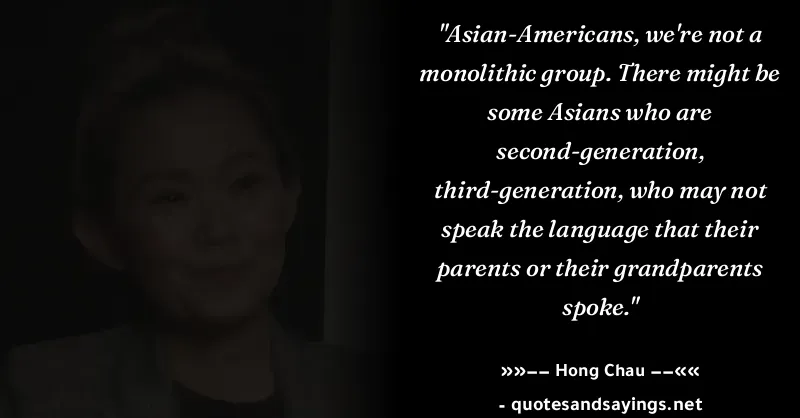 "Asian-Americans, we're not a
monolithic group. There might be
some Asians who are
second-generation,
third-generation, who may not
speak the language that their
parents or their grandparents
spoke."
»»–– Hong Chau ––««
- quotesandsayings.net